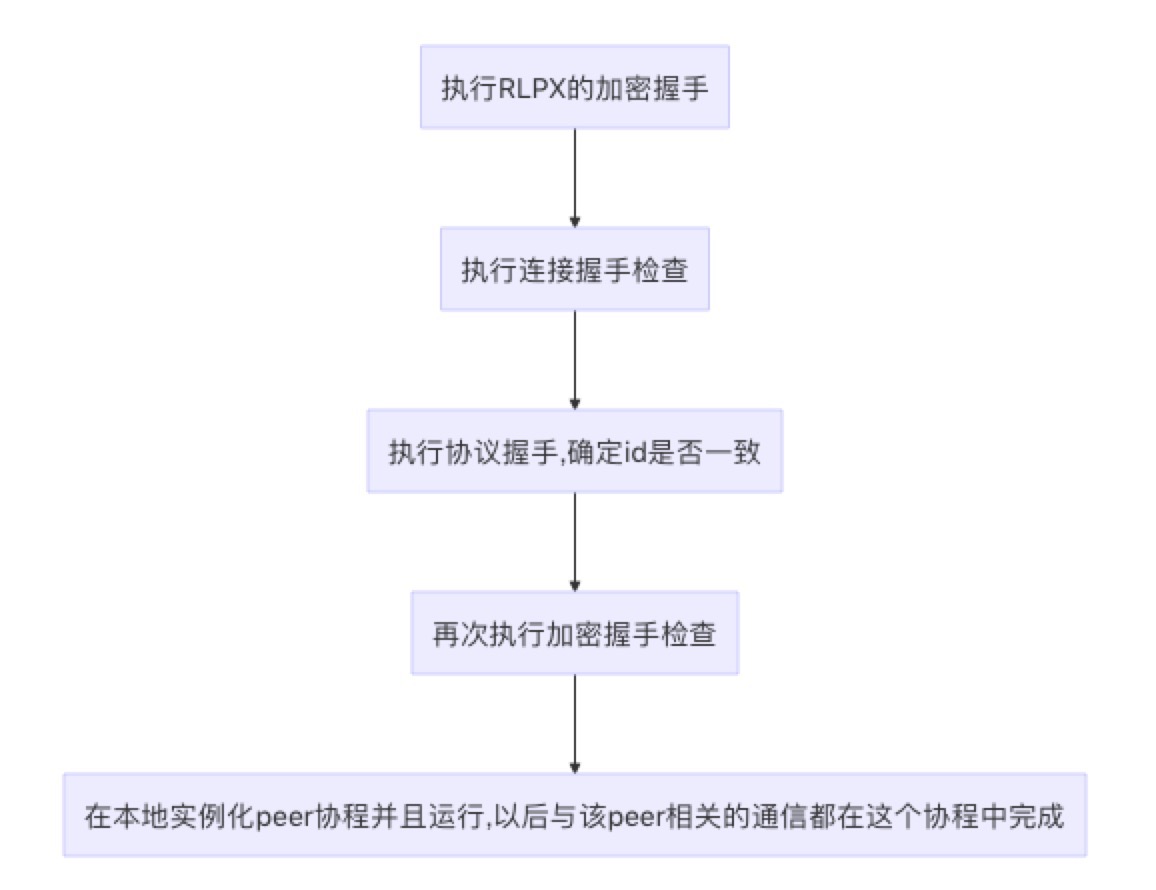 执行RLPX的加密握手
执行连接握手检查
执行协议握手,确定id是否一致
再次执行加密握手检查
在本地实例化peer协程并且运行,以后与该peer相关的通信都在这个协程中完成